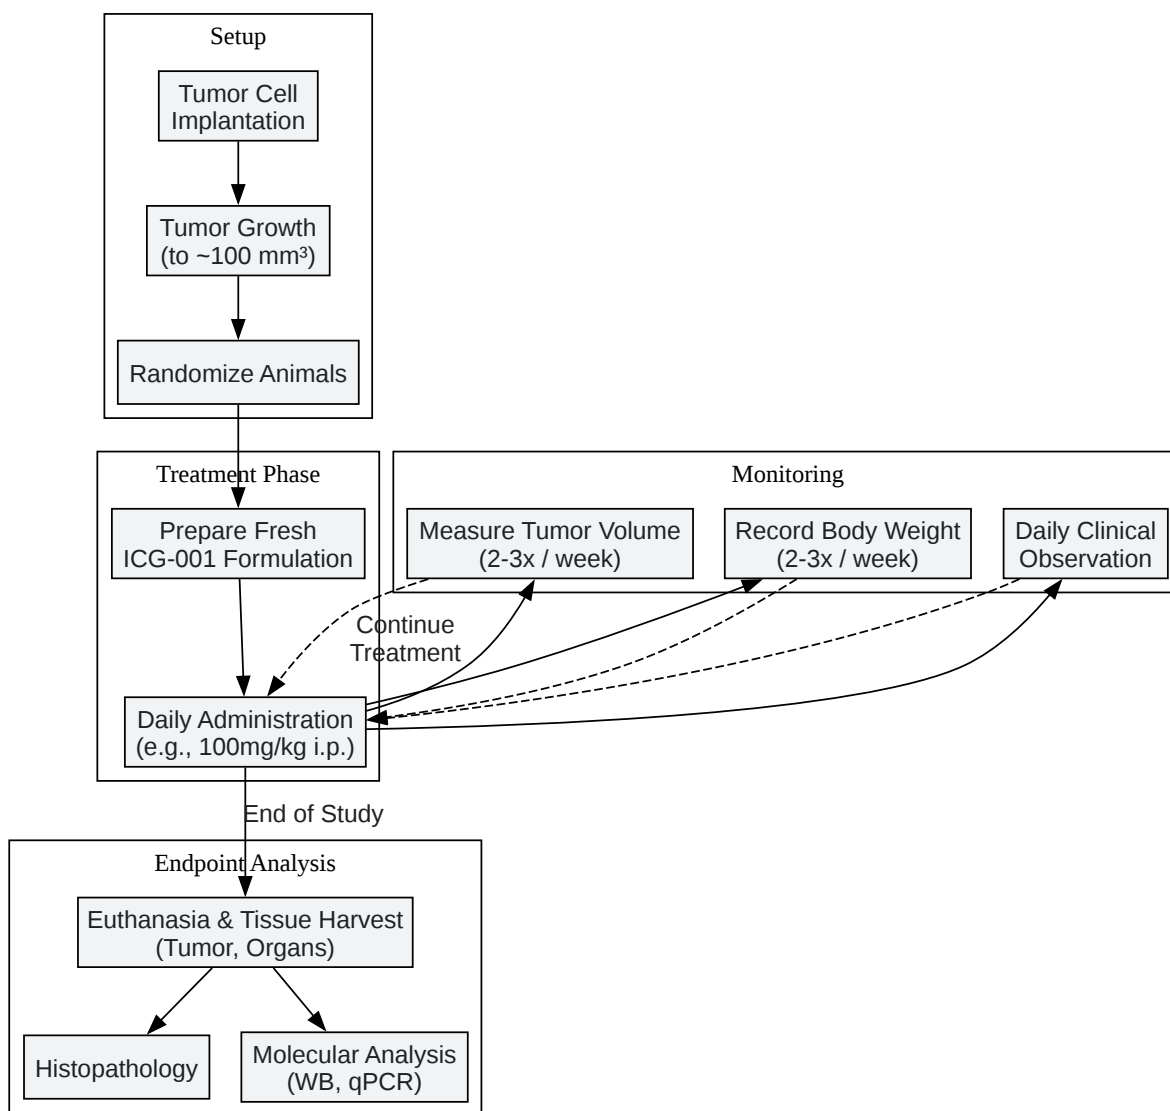 Setup
Tumor Cell
Implantation
Tumor Growth
(to ~100 mm³)
Randomize Animals
Treatment Phase
Monitoring
Prepare Fresh
ICG-001 Formulation
Measure Tumor Volume
(2-3x / week)
Record Body Weight
(2-3x / week)
Daily Clinical
Observation
Continue
Treatment
Daily Administration
(e.g., 100mg/kg i.p.)
End of Study
Endpoint Analysis
Euthanasia & Tissue Harvest
(Tumor, Organs)
Histopathology
Molecular Analysis
(WB, qPCR)